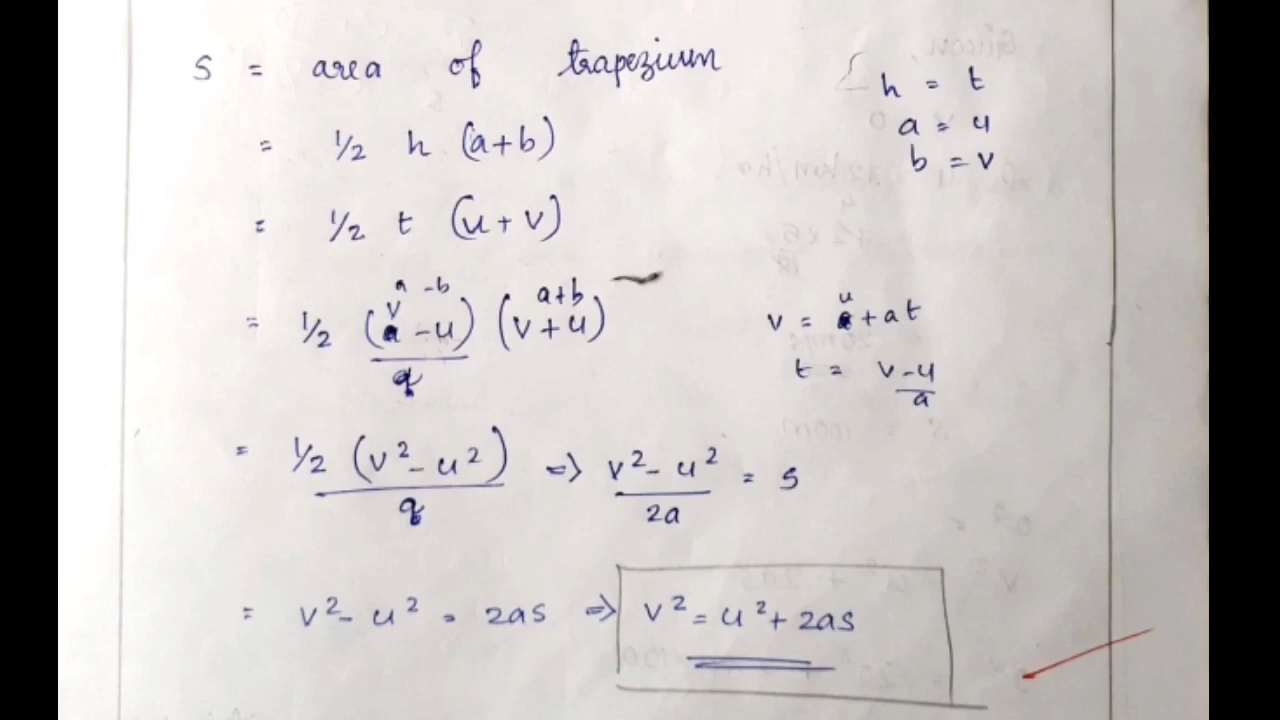 S = area of trapezium
h = t
a = u
b = v
= 1/2 h (a+b)
= 1/2 t (u+v)
a - b a+b
= 1/2 (v-u)/a (v+u)
v = u + at
t = v-u/a
= 1/2 (v²-u²)/a => v²-u²/2a = s
= v²-u² = 2as => v² = u² + 2as